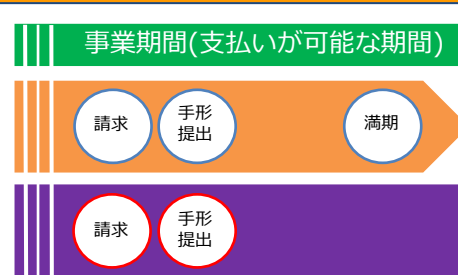 事業期間(支払いが可能な期間)
請求
手形
提出
満期
請求
手形
提出